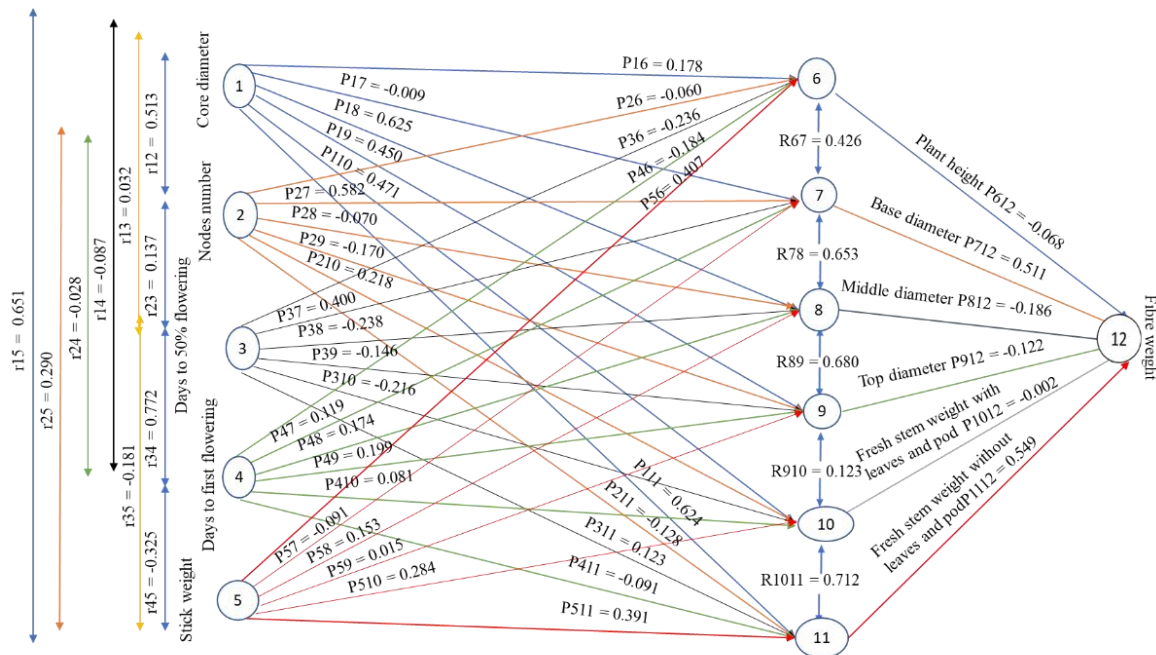 r15 = 0.651
r25 = 0.290
r24 = -0.028
r14 = -0.087
r13 = 0.032
r35 = -0.181
r12 = 0.513
r23 = 0.137
r34 = 0.772
r45 = -0.325
Core diameter
Nodes number
Days to 50% flowering
Days to first flowering
Stick weight
1
2
3
4
5
P16 = 0.178
P17 = -0.009
P18 = 0.625
P19 = 0.450
P110 = 0.471
P26 = -0.060
P36 = -0.236
P46 = -0.184
P56 = 0.407
P27 = 0.582
P28 = -0.070
P29 = -0.170
P210 = 0.218
P37 = 0.400
P38 = -0.238
P39 = -0.146
P310 = -0.216
P47 = 0.119
P48 = 0.174
P49 = 0.199
P410 = 0.081
P57 = -0.091
P58 = 0.153
P59 = 0.015
P510 = 0.284
P111 = 0.624
P211 = -0.128
P311 = 0.123
P411 = -0.091
P511 = 0.391
6
R67 = 0.426
7
R78 = 0.653
8
R89 = 0.680
9
R910 = 0.123
10
R1011 = 0.712
11
Plant height P612 = -0.068
Base diameter P712 = 0.511
Middle diameter P812 = -0.186
Top diameter P912 = -0.122
Fresh stem weight with
leaves and pod P1012 = -0.002
Fresh stem weight without
leaves and podP1112 = 0.549
12
Fibre weight